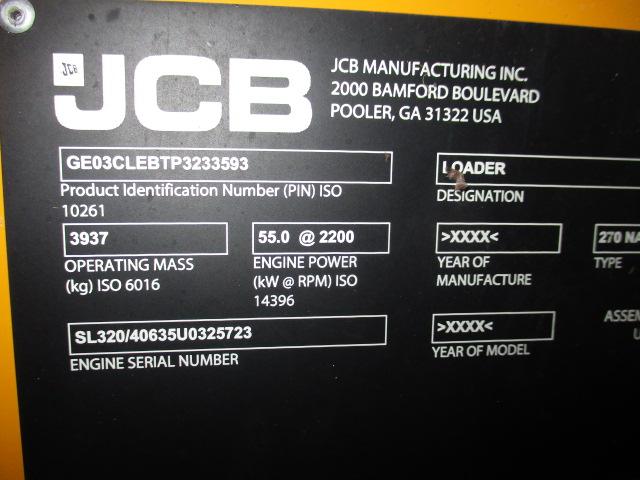 JCB
JCB
JCB MANUFACTURING INC.
2000 BAMFORD BOULEVARD
POOLER, GA 31322 USA
GE03CLEBTP3233593
Product Identification Number (PIN) ISO
10261
LOADER
DESIGNATION
3937
OPERATING MASS
(kg) ISO 6016
55.0 @ 2200
ENGINE POWER
(kW @ RPM) ISO
14396
>XXXX<
YEAR OF
MANUFACTURE
270 NA
TYPE
SL320/40635U0325723
ENGINE SERIAL NUMBER
>XXXX<
YEAR OF MODEL
ASSEM
U